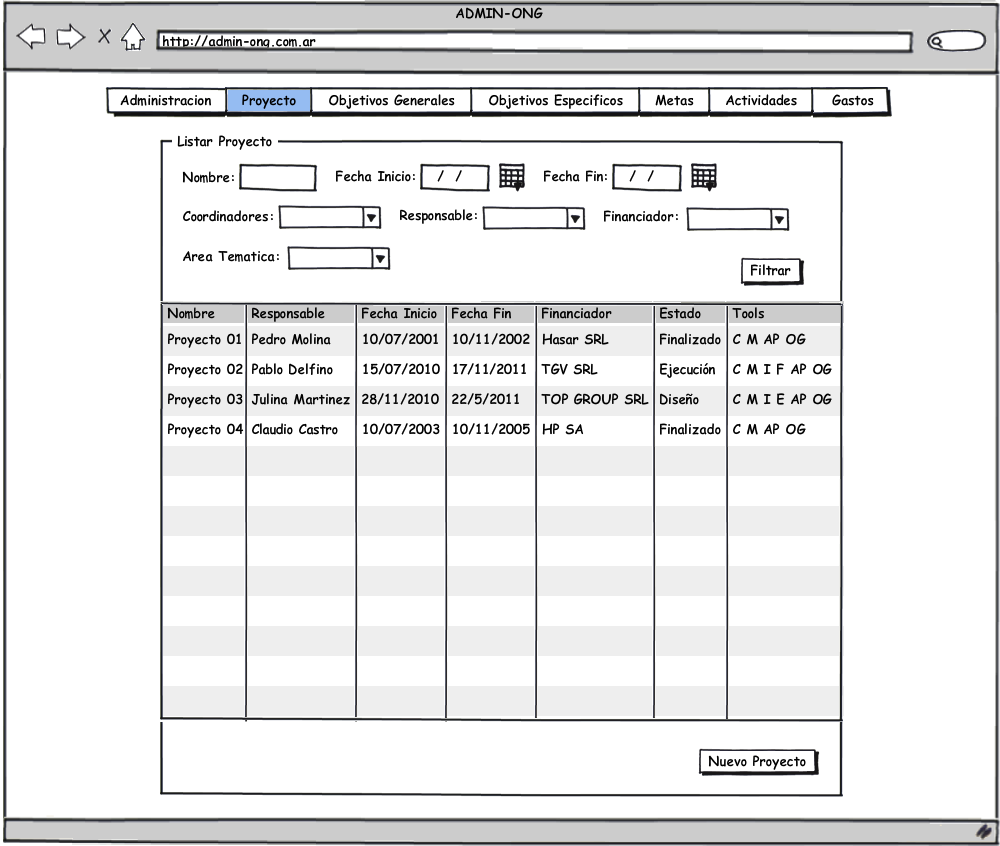 ADMIN-ONG
http://admin-ong.com.ar
Administracion Proyecto Objetivos Generales Objetivos Especificos Metas Actividades Gastos
Listar Proyecto
Nombre: Fecha Inicio: / / Fecha Fin: / /
Coordinadores: Responsable: Financiador:
Area Tematica:
Filtrar
Nombre Responsable Fecha Inicio Fecha Fin Financiador Estado Tools
Proyecto 01 Pedro Molina 10/07/2001 10/11/2002 Hasar SRL Finalizado C M AP OG
Proyecto 02 Pablo Delfino 15/07/2010 17/11/2011 TGV SRL Ejecución C M I F AP OG
Proyecto 03 Julina Martinez 28/11/2010 22/5/2011 TOP GROUP SRL Diseño C M I E AP OG
Proyecto 04 Claudio Castro 10/07/2003 10/11/2005 HP SA Finalizado C M AP OG
Nuevo Proyecto